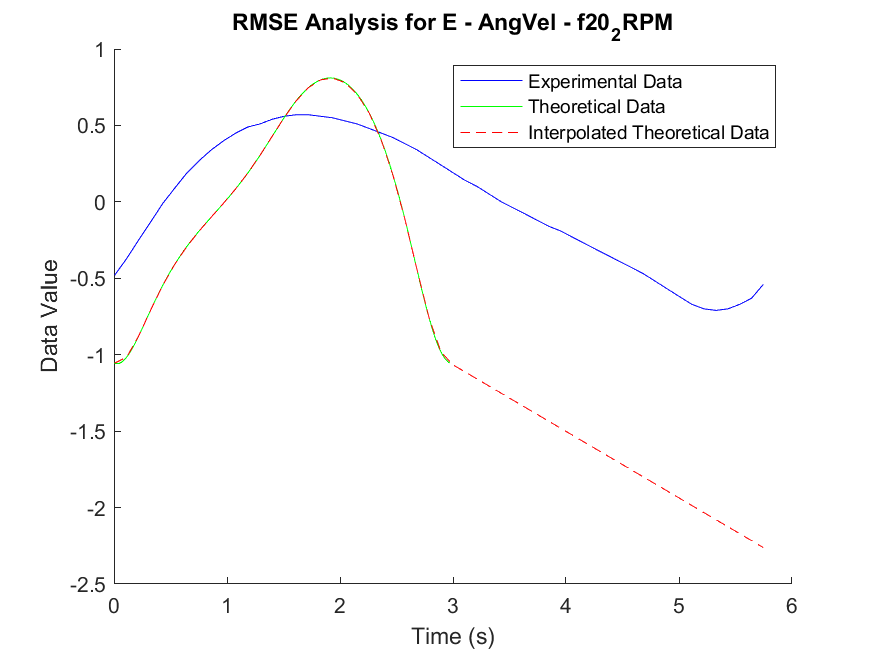 RMSE Analysis for E - AngVel - f20₂RPM
Experimental Data
Theoretical Data
Interpolated Theoretical Data
Data Value
1
0.5
0
-0.5
-1
-1.5
-2
-2.5
0 1 2 3 4 5 6
Time (s)